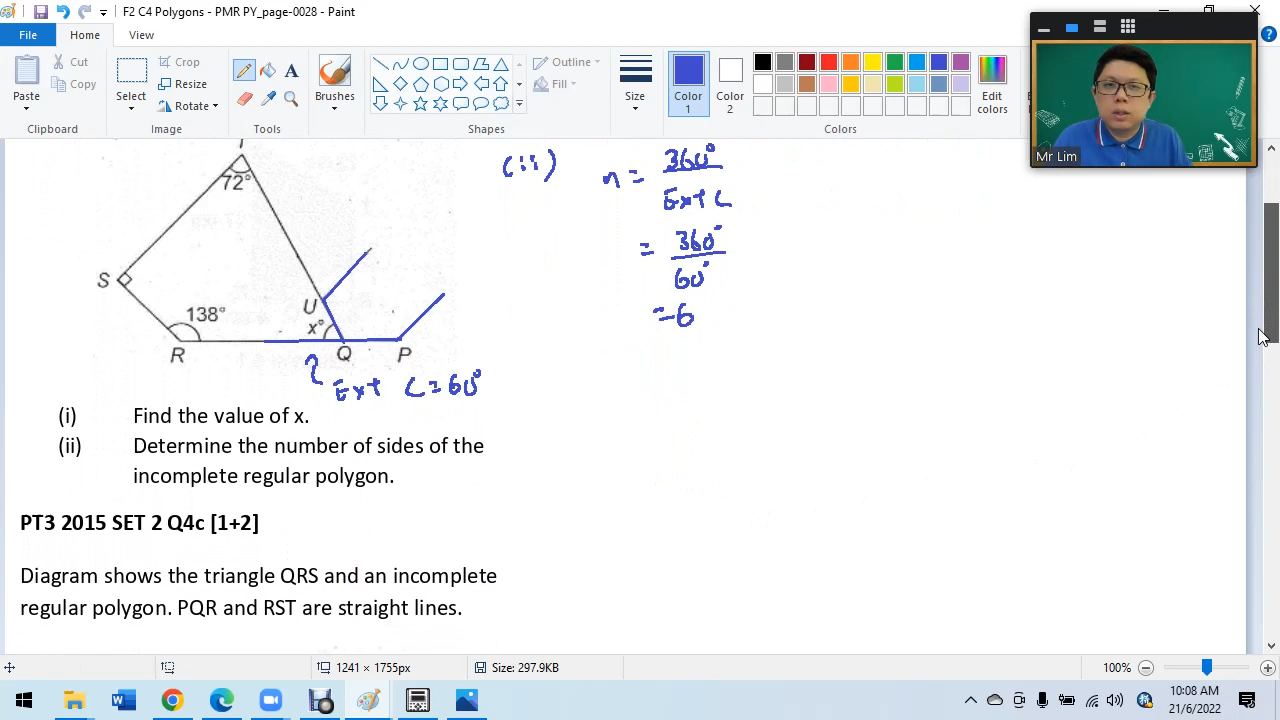 F2 C4 Polygons - PMR PY_page-0028 - Paint
File
Home
View
Paste
Cut
Copy
Clipboard
Select
Crop
Resize
Rotate
Image
A
Tools
Brushes
Shapes
Outline
Fill
Size
Color 1
Color 2
Edit colors
Colors
Mr Lim
72°
S
138°
R
U
x°
Q
P
Ext ∠ = 60°
(ii)
n = 360°
Ext ∠
= 360°
60°
= 6
(i) Find the value of x.
(ii) Determine the number of sides of the
incomplete regular polygon.
PT3 2015 SET 2 Q4c [1+2]
Diagram shows the triangle QRS and an incomplete
regular polygon. PQR and RST are straight lines.
1241 × 1755px
Size: 297.9KB
100%
10:08 AM
21/6/2022